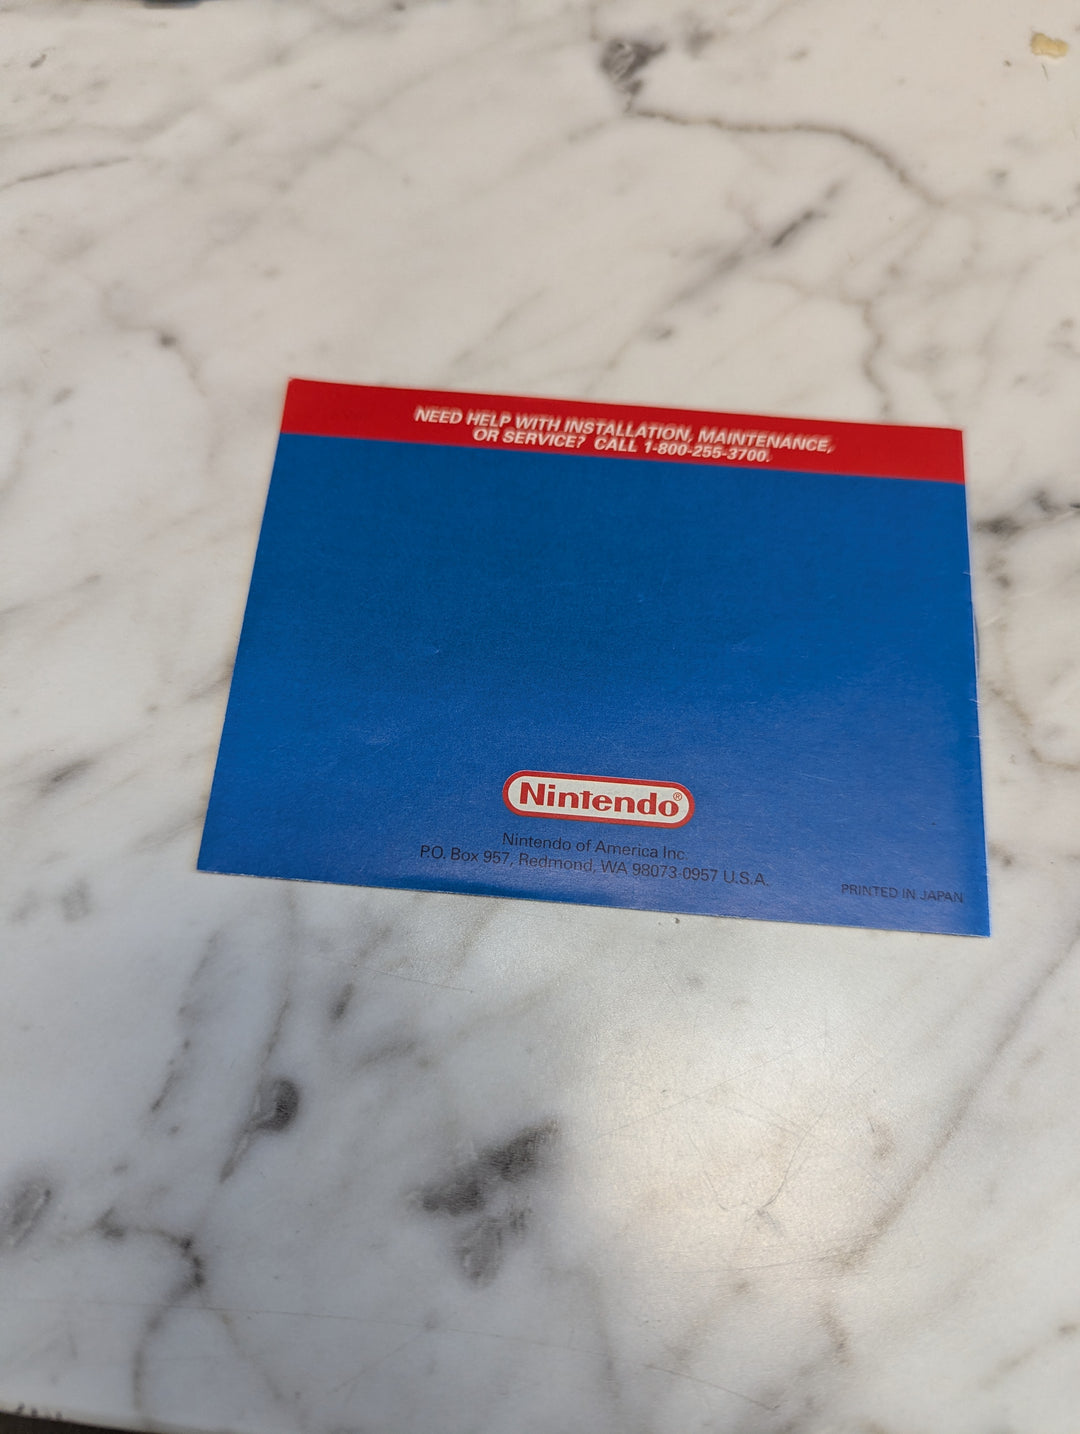 NEED HELP WITH INSTALLATION, MAINTENANCE,
OR SERVICE? CALL 1-800-255-3700.
Nintendo®
Nintendo of America Inc
P.O. Box 957, Redmond, WA 98073-0957 U.S.A.
PRINTED IN JAPAN